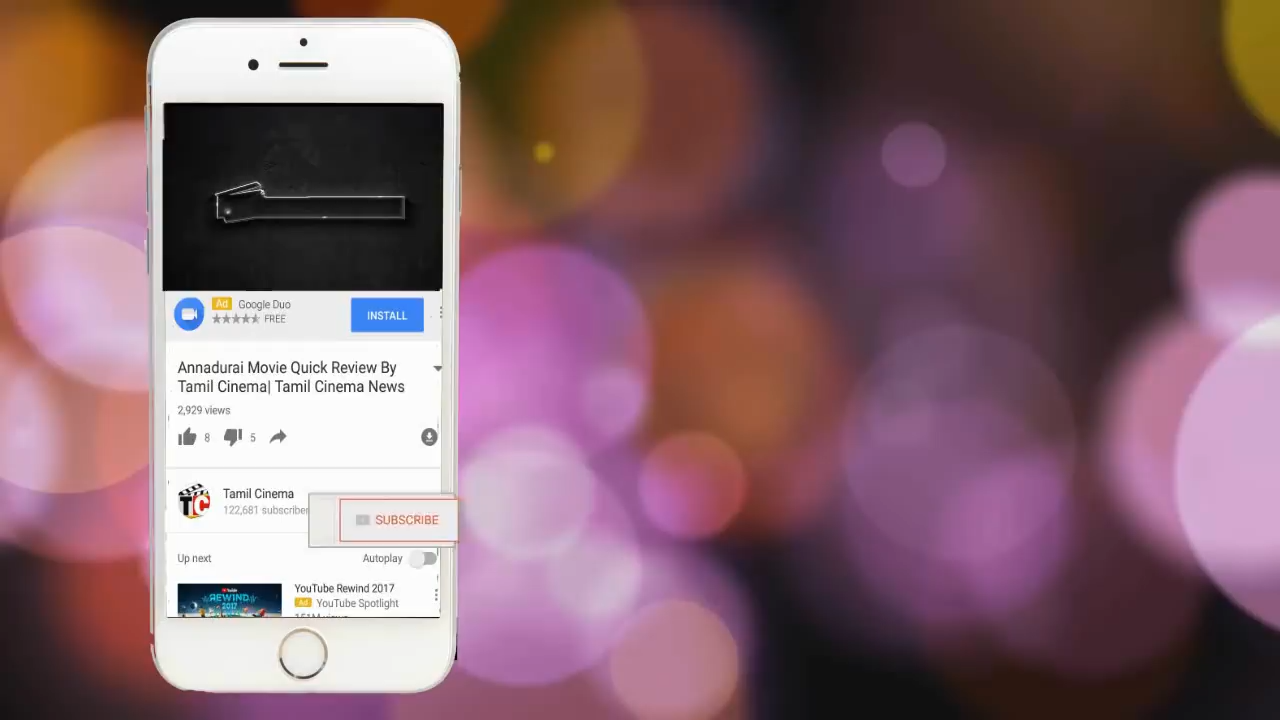 Ad Google Duo
FREE
INSTALL
Annadurai Movie Quick Review By
Tamil Cinema| Tamil Cinema News
2,929 views
8 5
TC
Tamil Cinema
122,681 subscriber
SUBSCRIBE
Up next
Autoplay
YouTube Rewind 2017
Ad YouTube Spotlight
REWIND
2017